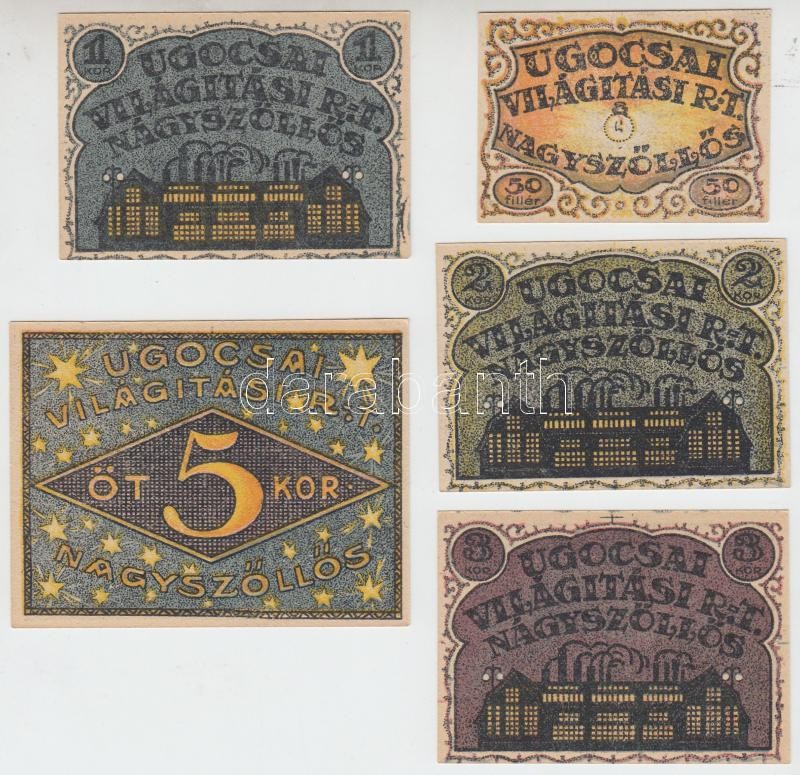 1 KOR 1 KOR
UGOCSAI
VILÁGITÁSI R.-T.
NAGYSZŐLLŐS
UGOCSAI
VILÁGITÁSI R.-T.
NAGYSZŐLLŐS
50 fillér 50 fillér
2 KOR 2 KOR
UGOCSAI
VILÁGITÁSI R.-T.
NAGYSZŐLLŐS
UGOCSAI
VILÁGITÁSI R.-T.
ÖT 5 KOR.
NAGYSZŐLLŐS
3 KOR 3 KOR
UGOCSAI
VILÁGITÁSI R.-T.
NAGYSZŐLLŐS
darabanth